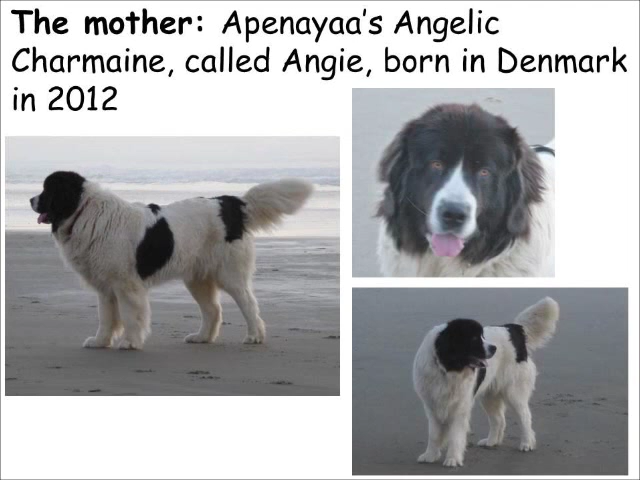 The mother: Apenayaa’s Angelic
Charmaine, called Angie, born in Denmark
in 2012